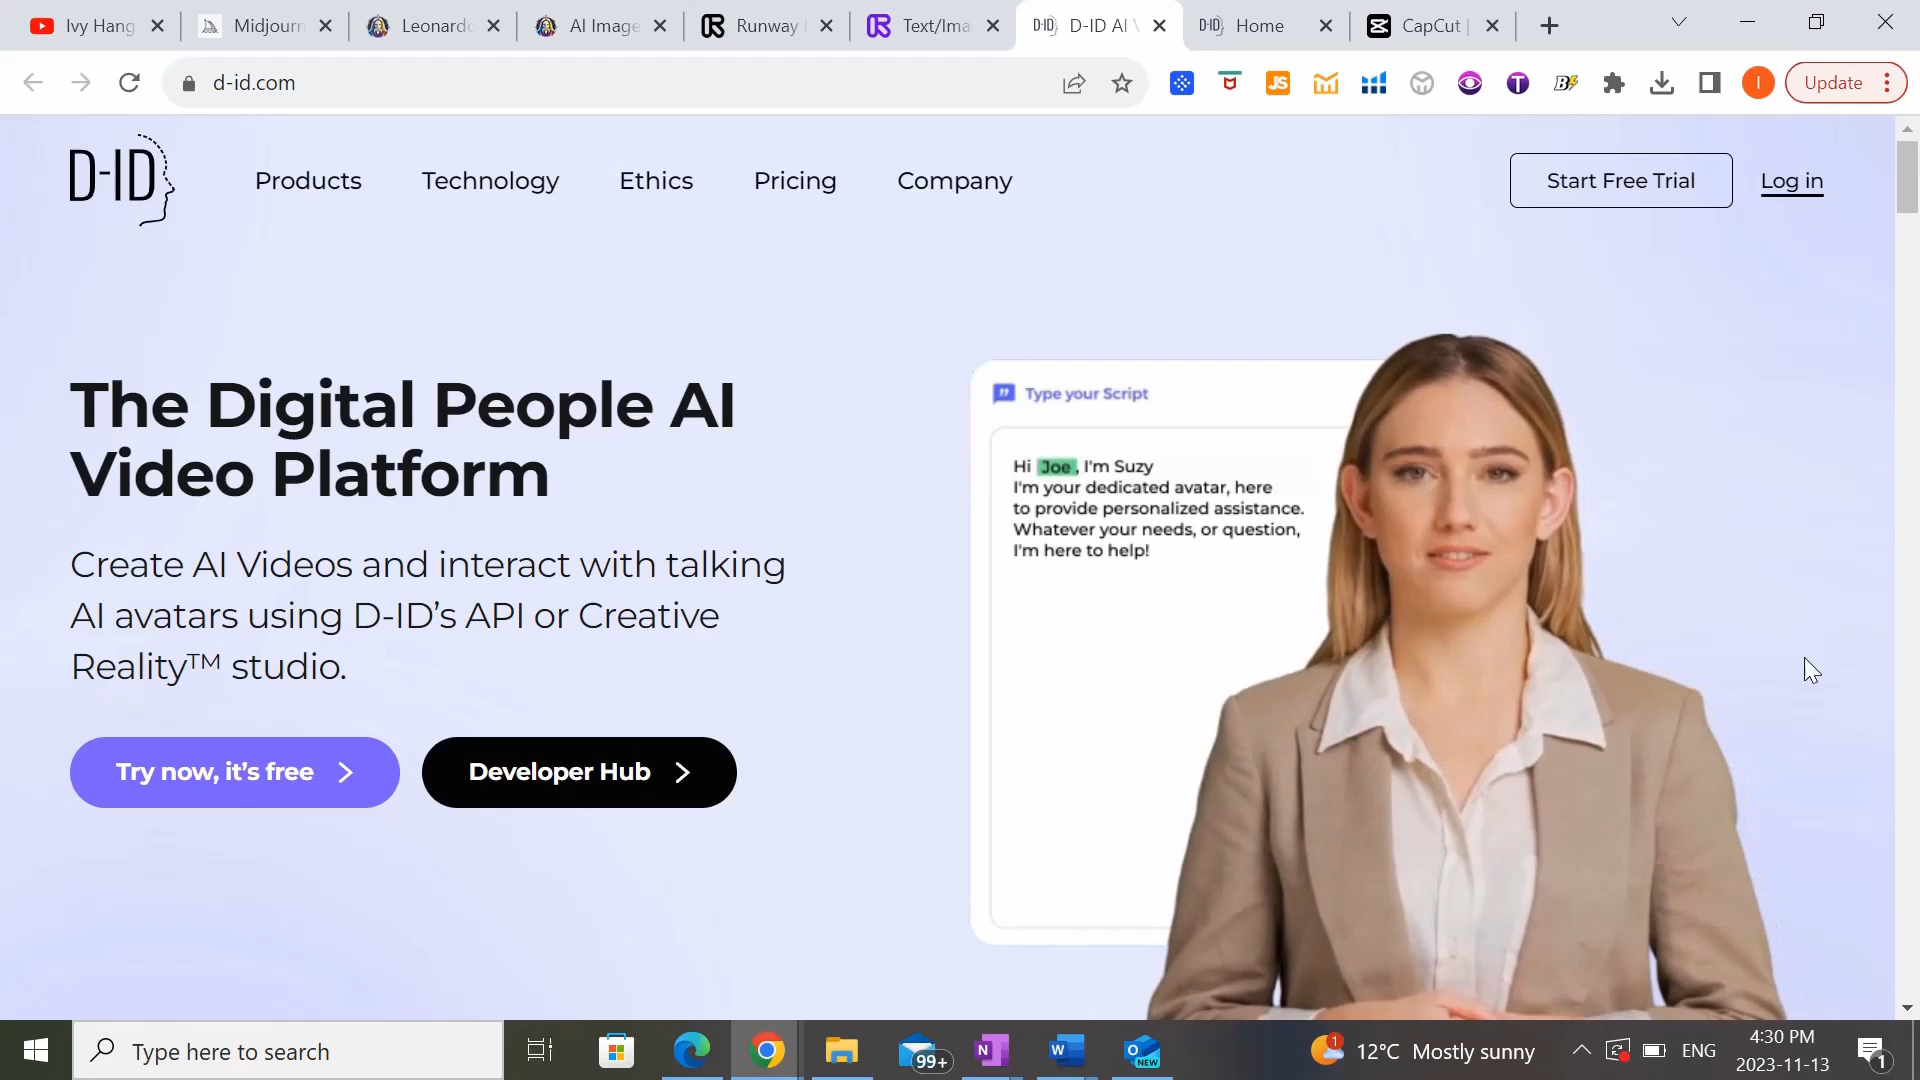 Ivy Hang
Midjourn
Leonardo
AI Image
Runway
Text/Ima
D-ID AI
Home
CapCut |
d-id.com
Update
D-ID
Products
Technology
Ethics
Pricing
Company
Start Free Trial
Log in
The Digital People AI
Video Platform
Create AI Videos and interact with talking
AI avatars using D-ID’s API or Creative
Reality™ studio.
Try now, it’s free
Developer Hub
Type your Script
Hi Joe, I'm Suzy
I'm your dedicated avatar, here
to provide personalized assistance.
Whatever your needs, or question,
I'm here to help!
Type here to search
99+
NEW
1
12°C Mostly sunny
ENG
4:30 PM
2023-11-13
1